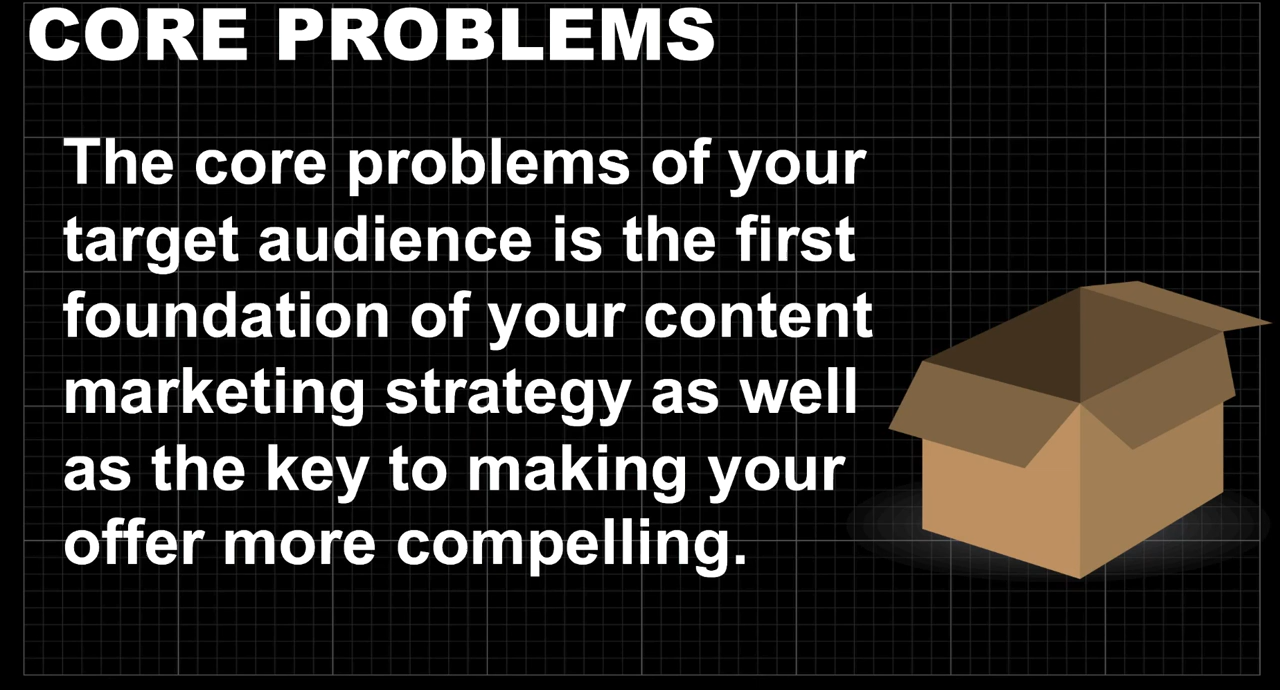 CORE PROBLEMS
The core problems of your
target audience is the first
foundation of your content
marketing strategy as well
as the key to making your
offer more compelling.